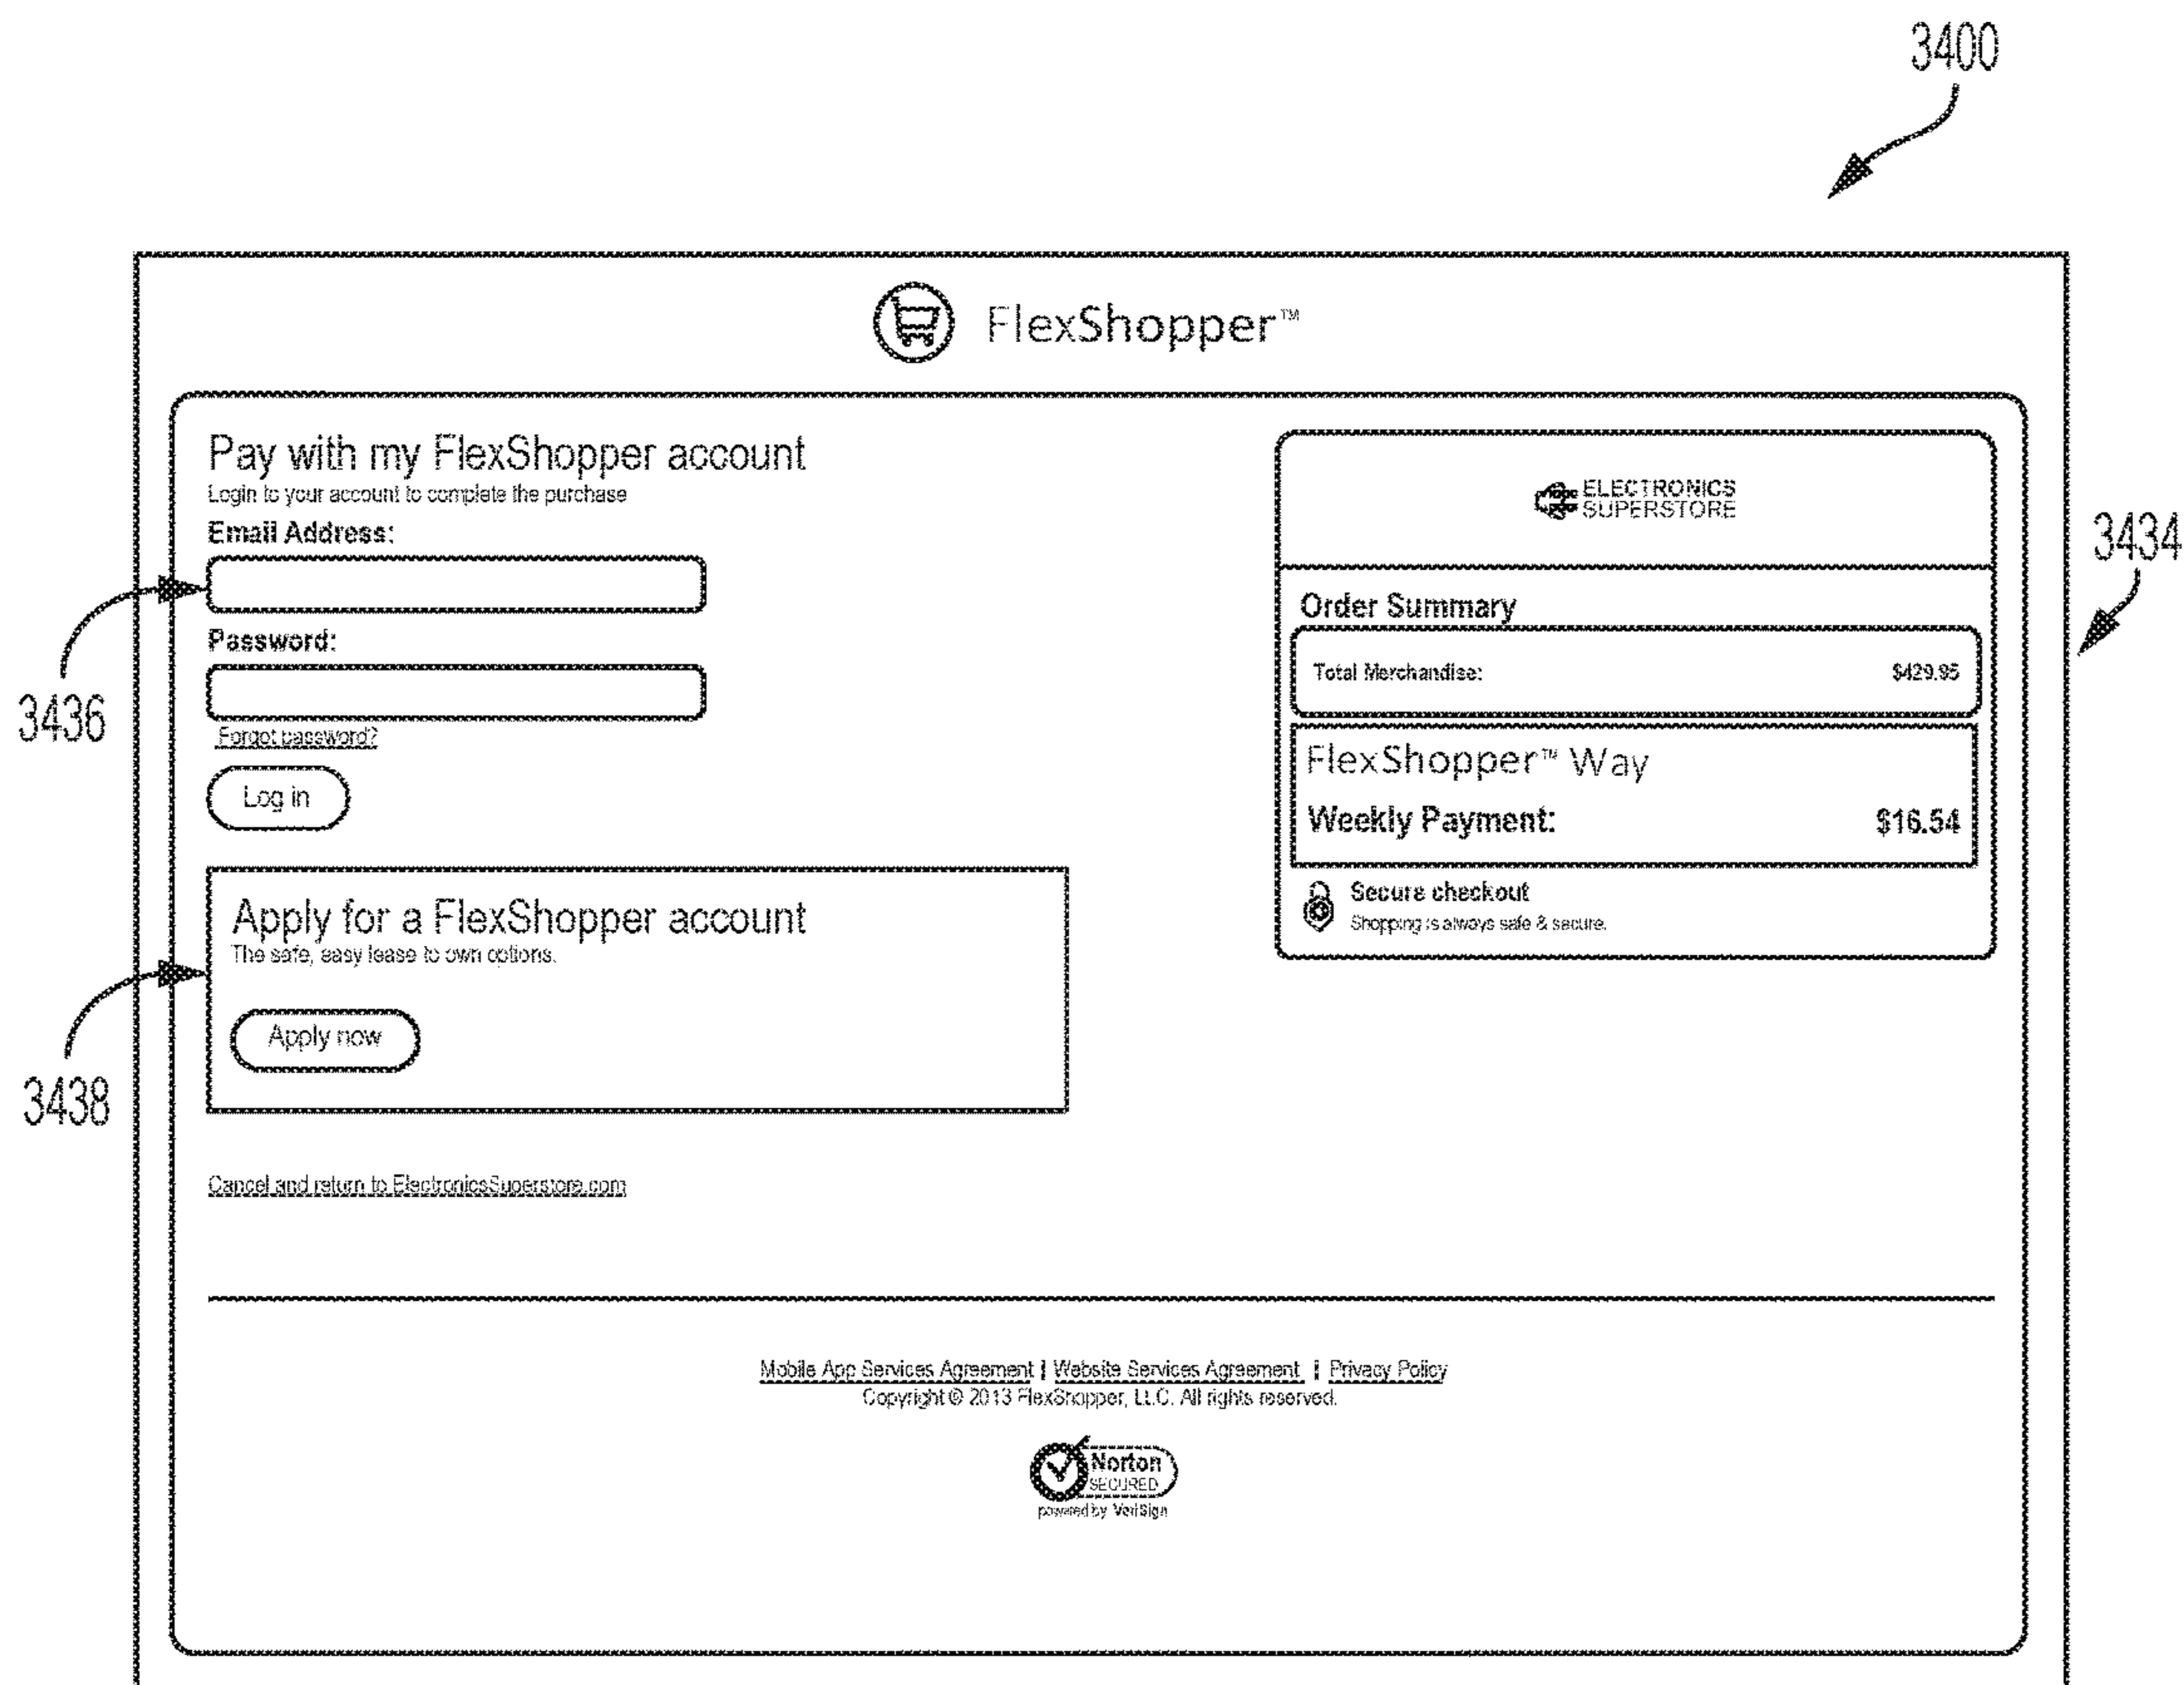 3400
FlexShopper™
Pay with my FlexShopper account
Login to your account to complete the purchase
Email Address:
3436
Password:
Forgot password?
Log in
Apply for a FlexShopper account
The safe, easy lease to own options.
3438
Apply now
Cancel and return to ElectronicsSuperstore.com
ELECTRONICS
SUPERSTORE
3434
Order Summary
Total Merchandise: $429.95
FlexShopper™ Way
Weekly Payment: $16.54
Secure checkout
Shopping is always safe & secure.
Mobile App Services Agreement | Website Services Agreement | Privacy Policy
Copyright © 2013 FlexShopper, LLC. All rights reserved.
Norton
SECURED
powered by VeriSign